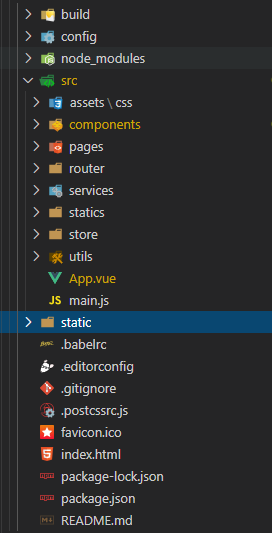 build
config
node_modules
src
assets \ css
components
pages
router
services
statics
store
utils
App.vue
JS main.js
static
.babelrc
.editorconfig
.gitignore
.postcssrc.js
favicon.ico
index.html
package-lock.json
package.json
README.md